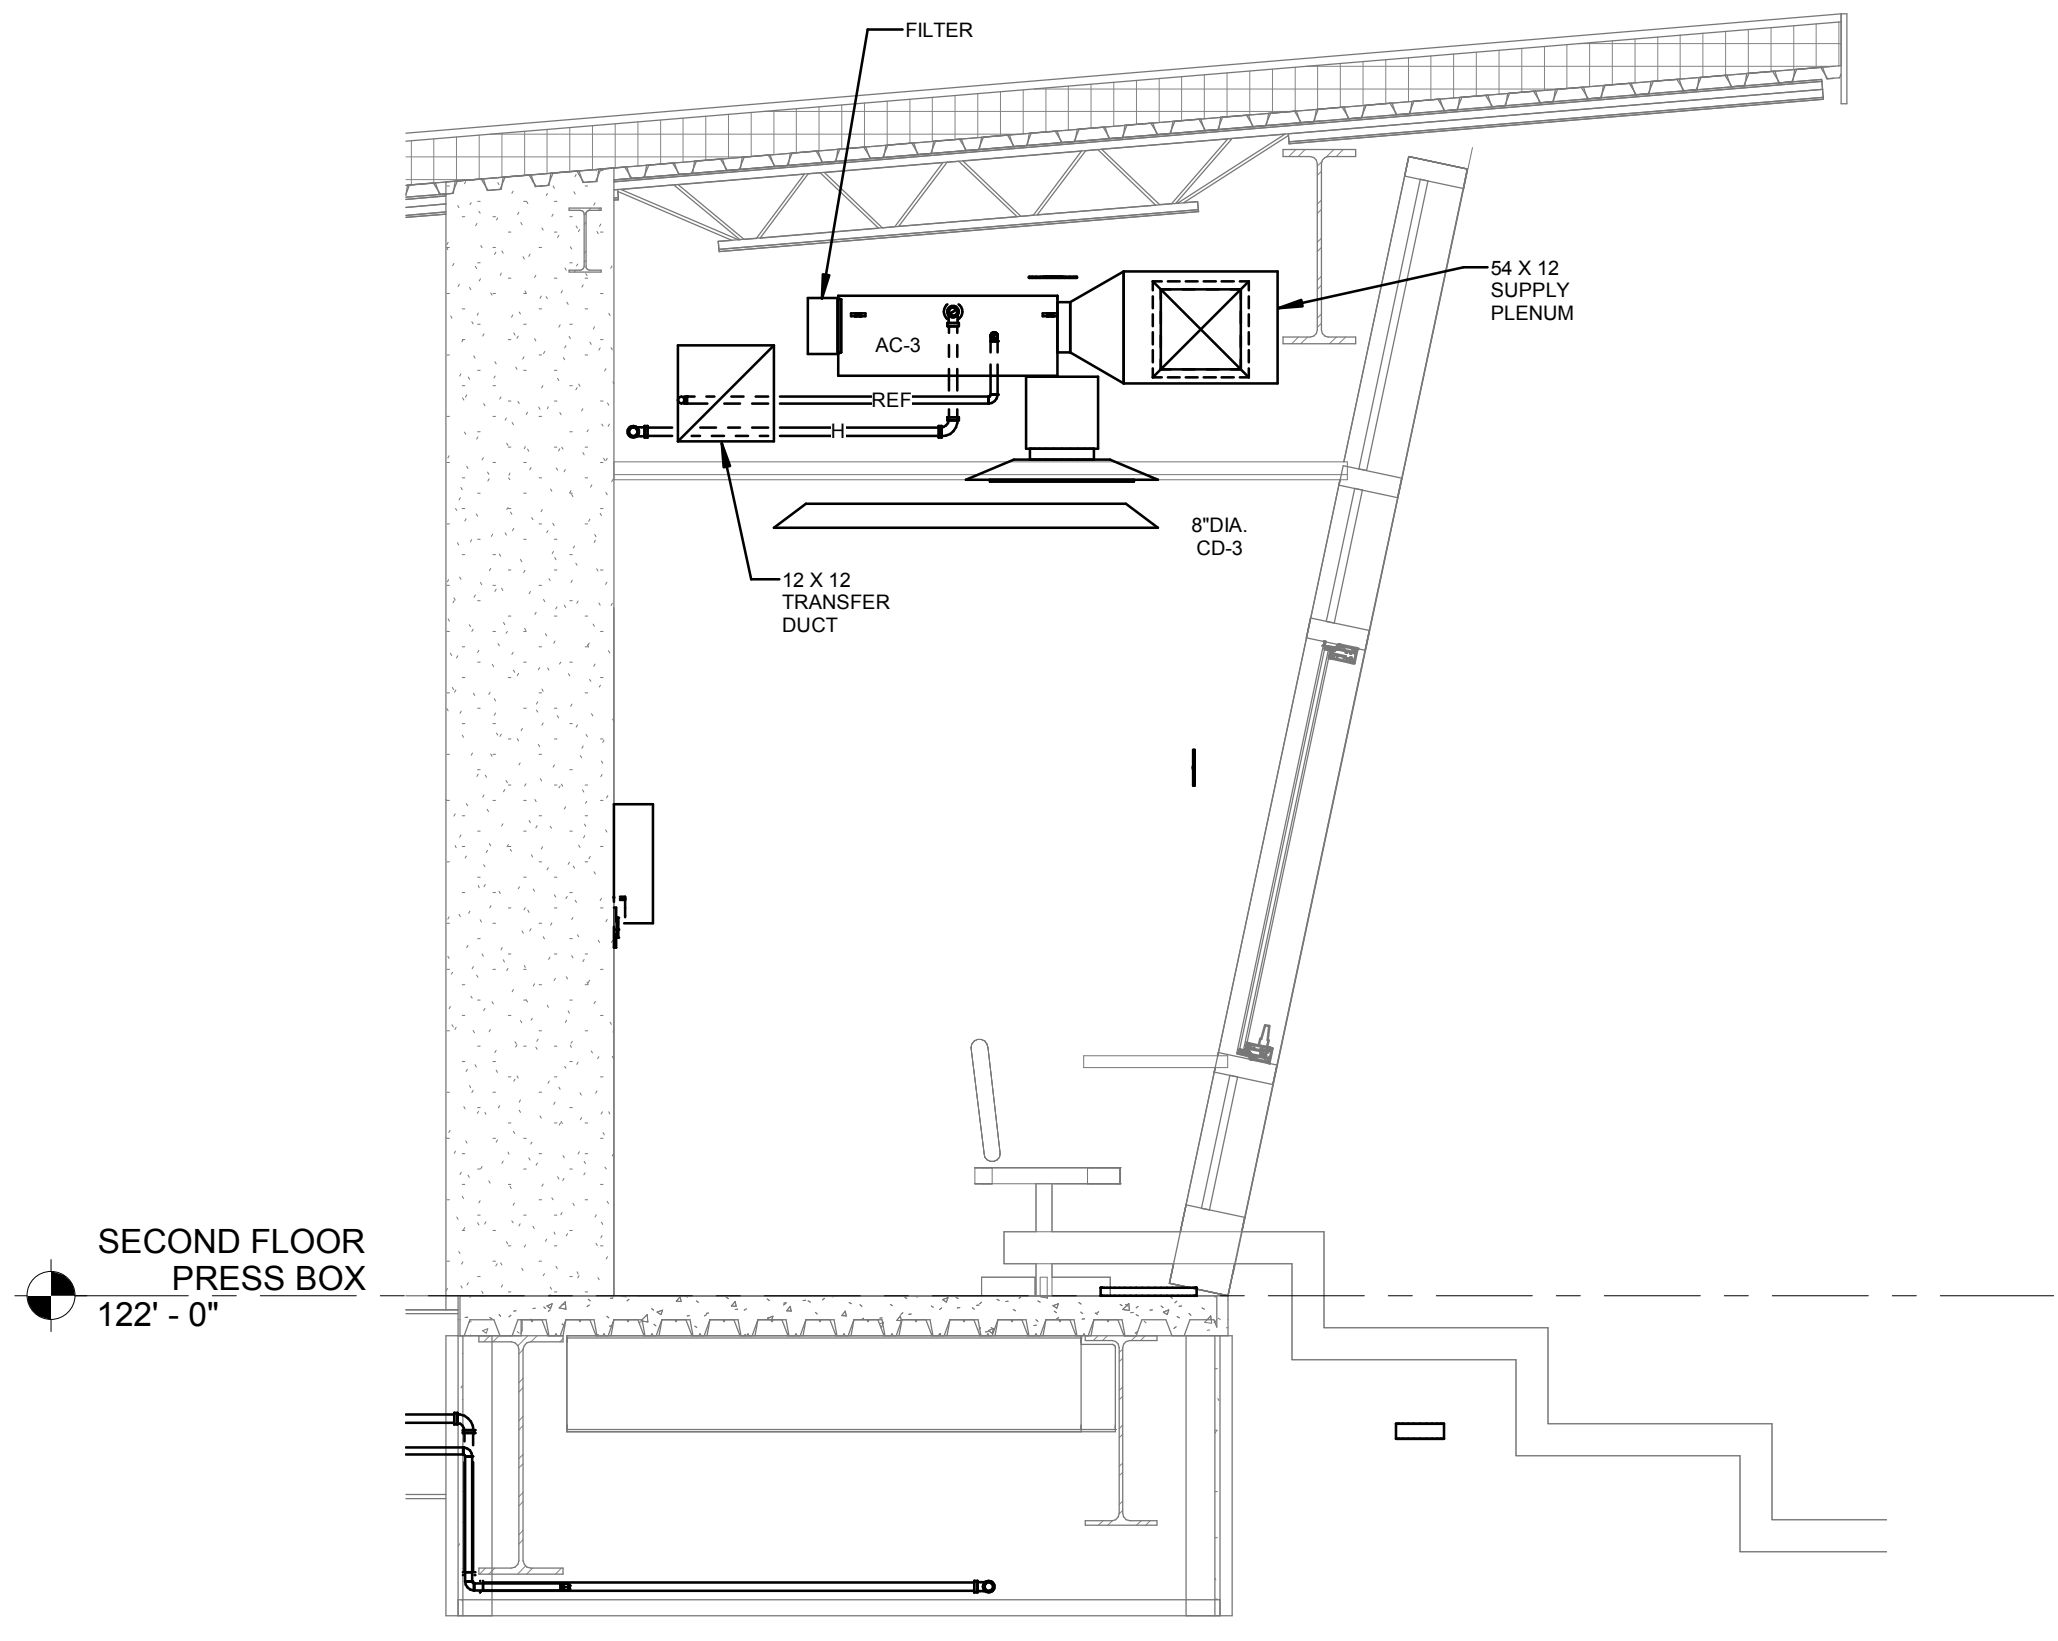 FILTER
54 X 12
SUPPLY
PLENUM
AC-3
REF
H
8"DIA.
CD-3
12 X 12
TRANSFER
DUCT
SECOND FLOOR
PRESS BOX
122' - 0"